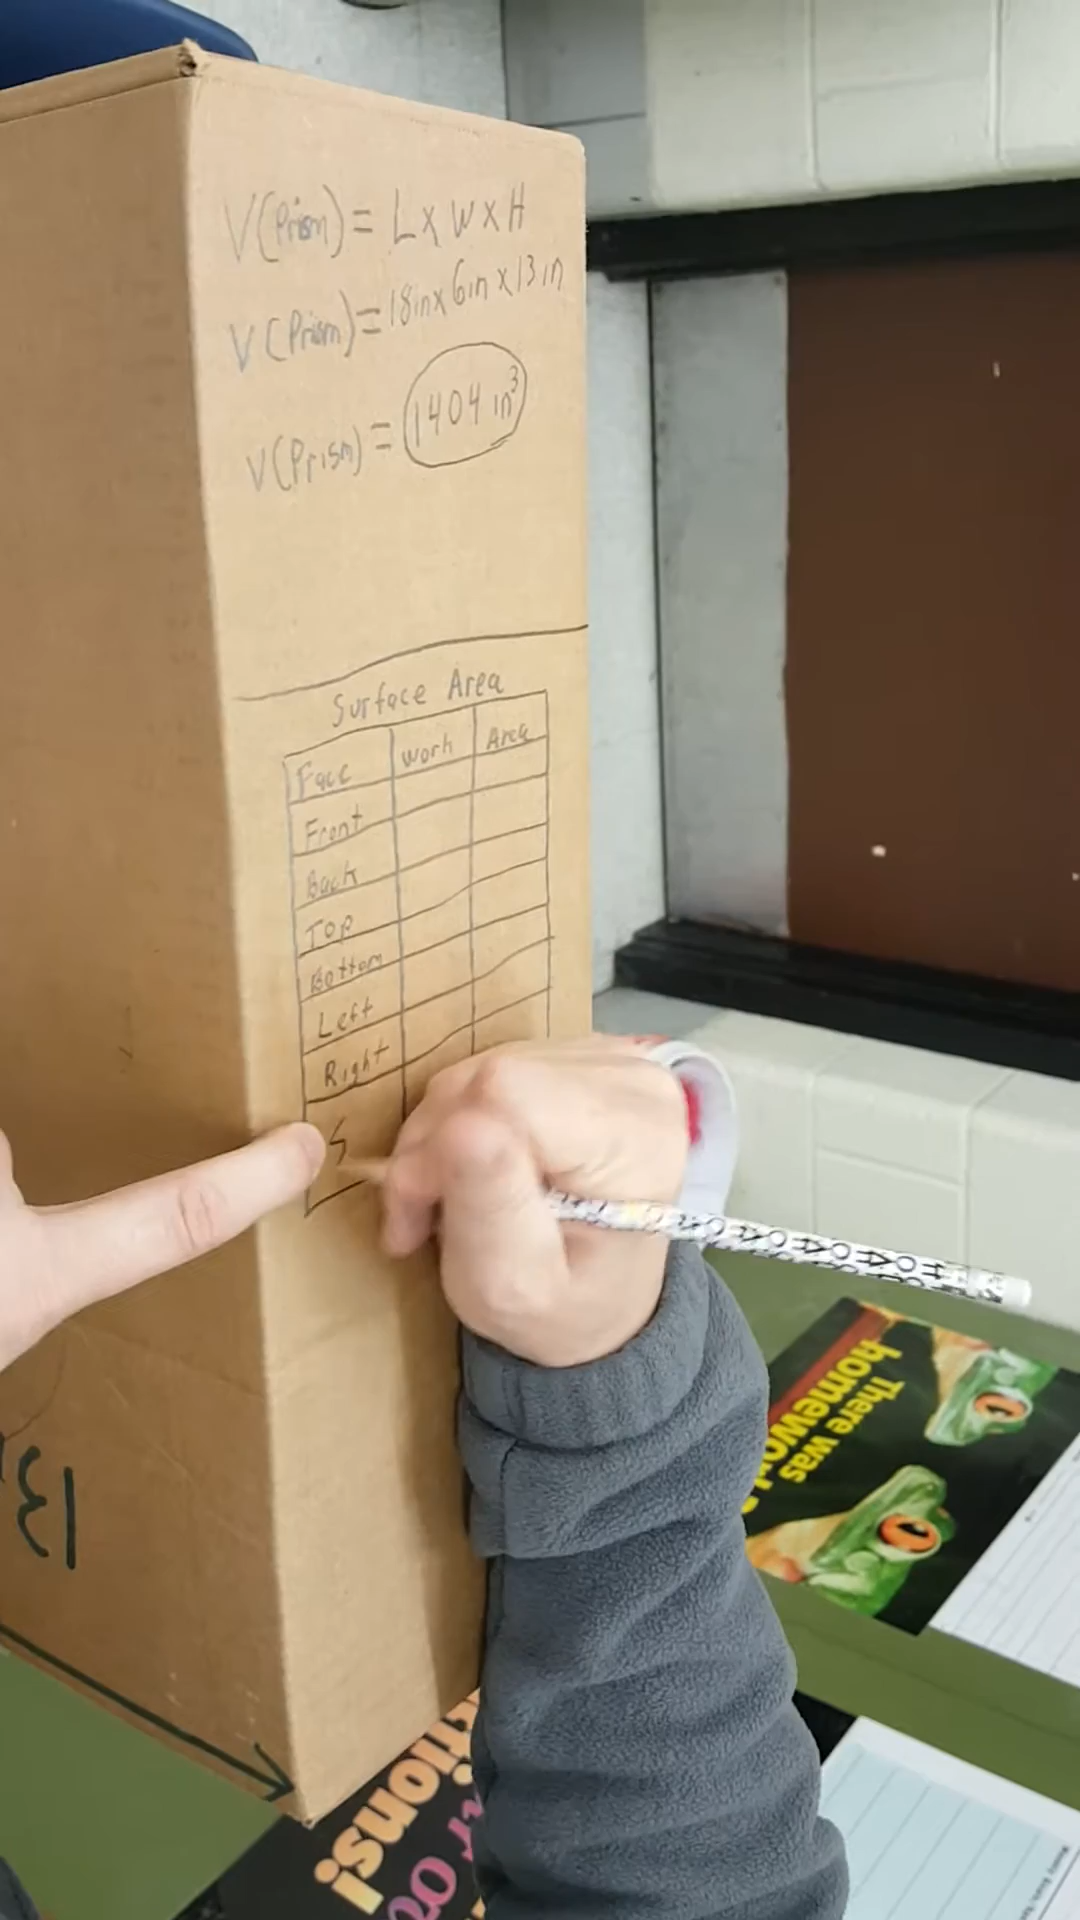 V(Prism) = L x W x H
V(Prism) = 18in x 6in x 13in
V(Prism) = 1404 in³
Surface Area
Face Work Area
Front
Back
Top
Bottom
Left
Right
S
13
There was
homework?